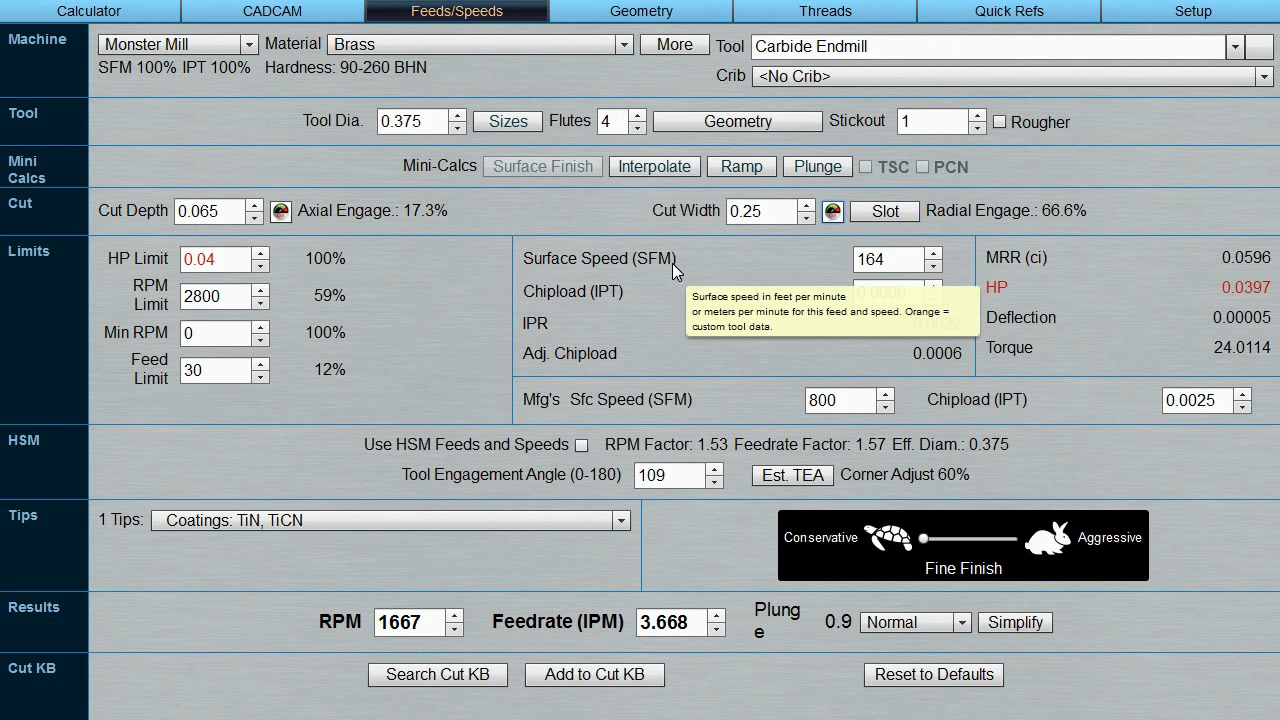 Calculator CADCAM Feeds/Speeds Geometry Threads Quick Refs Setup
Machine Monster Mill Material Brass More Tool Carbide Endmill
SFM 100% IPT 100% Hardness: 90-260 BHN Crib <No Crib>
Tool Tool Dia. 0.375 Sizes Flutes 4 Geometry Stickout 1 Rougher
Mini
Calcs
Mini-Calcs Surface Finish Interpolate Ramp Plunge TSC PCN
Cut Cut Depth 0.065 Axial Engage.: 17.3% Cut Width 0.25 Slot Radial Engage.: 66.6%
Limits
HP Limit 0.04 100%
RPM
Limit 2800 59%
Min RPM 0 100%
Feed
Limit 30 12%
Surface Speed (SFM) 164
Chipload (IPT) 0.0006
Surface speed in feet per minute
or meters per minute for this feed and speed. Orange =
custom tool data.
IPR 0.0022
Adj. Chipload 0.0006
MRR (ci) 0.0596
HP 0.0397
Deflection 0.00005
Torque 24.0114
Mfg's Sfc Speed (SFM) 800 Chipload (IPT) 0.0025
HSM Use HSM Feeds and Speeds RPM Factor: 1.53 Feedrate Factor: 1.57 Eff. Diam.: 0.375
Tool Engagement Angle (0-180) 109 Est. TEA Corner Adjust 60%
Tips 1 Tips: Coatings: TiN, TiCN
Conservative Aggressive
Fine Finish
Results RPM 1667 Feedrate (IPM) 3.668 Plung
e 0.9 Normal Simplify
Cut KB Search Cut KB Add to Cut KB Reset to Defaults